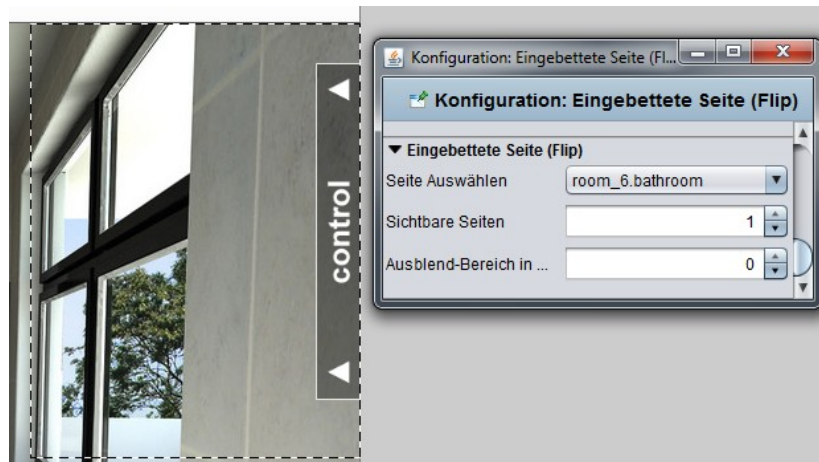 control
Konfiguration: Eingebettete Seite (Fl...
Konfiguration: Eingebettete Seite (Flip)
Eingebettete Seite (Flip)
Seite Auswählen room_6.bathroom
Sichtbare Seiten 1
Ausblend-Bereich in ... 0